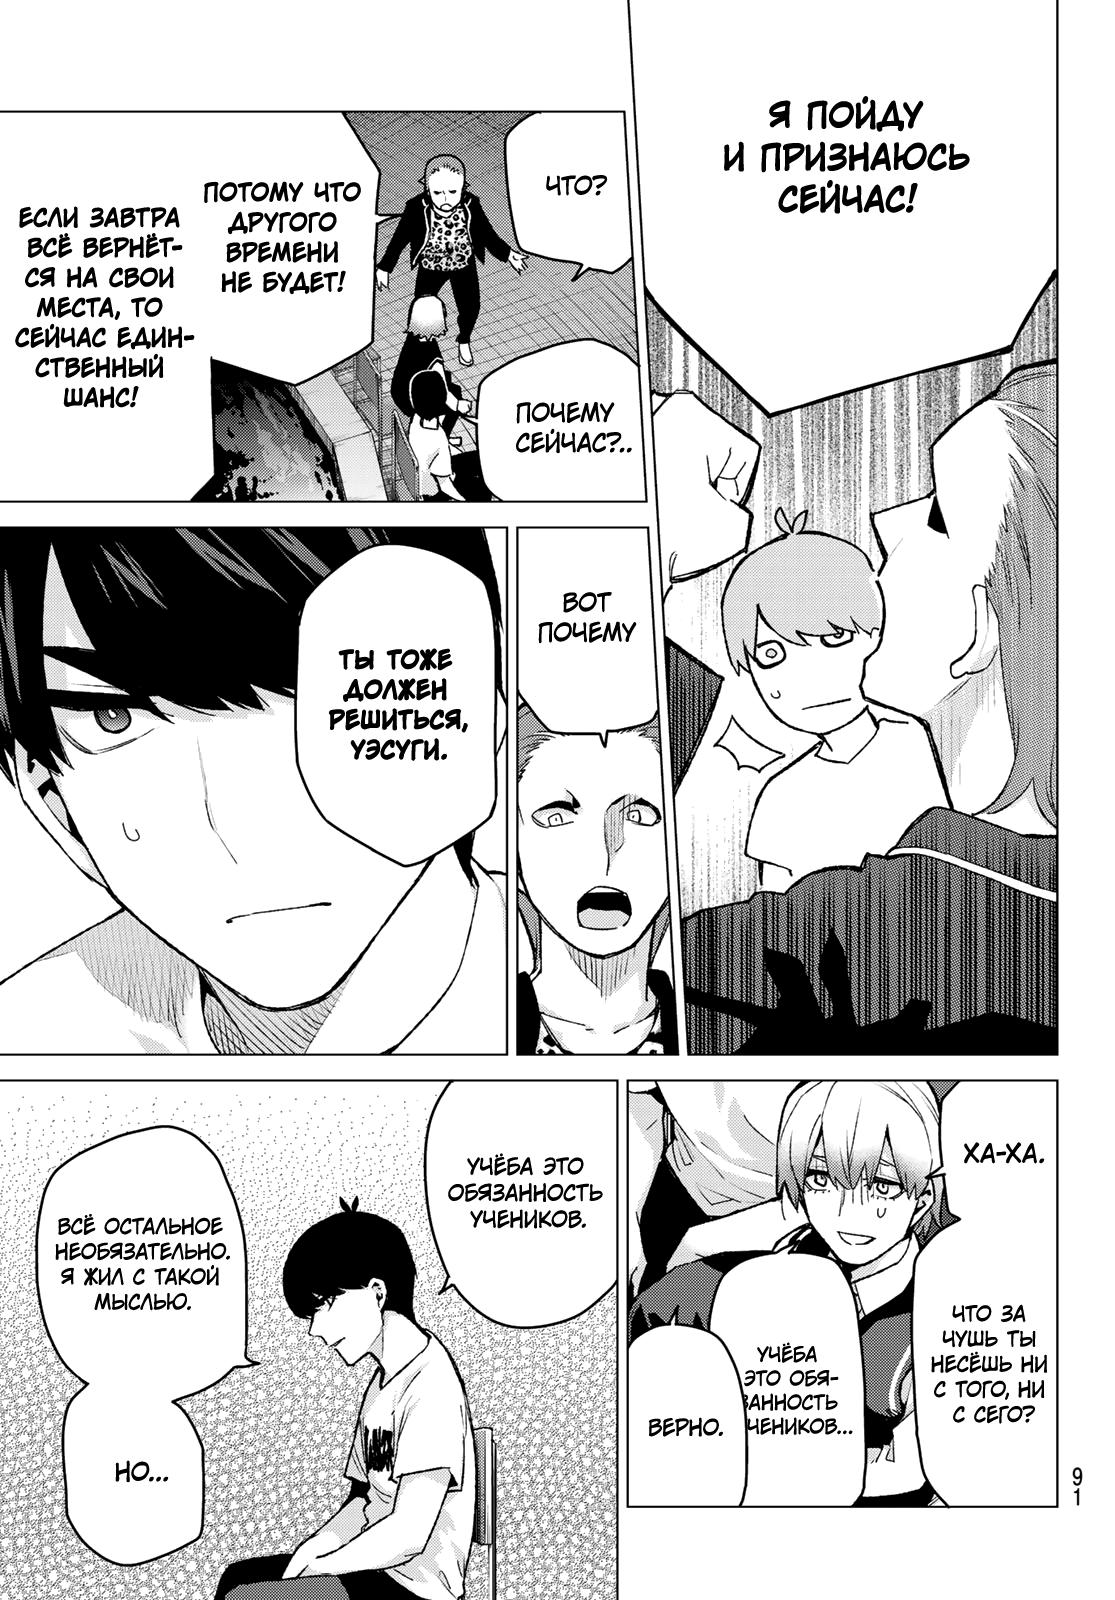 Я ПОЙДУ
И ПРИЗНАЮСЬ
СЕЙЧАС!
ЧТО?
ПОЧЕМУ
СЕЙЧАС?..
ПОТОМУ ЧТО
ДРУГОГО
ВРЕМЕНИ
НЕ БУДЕТ!
ЕСЛИ ЗАВТРА
ВСЁ ВЕРНЁТ-
СЯ НА СВОИ
МЕСТА, ТО
СЕЙЧАС ЕДИН-
СТВЕННЫЙ
ШАНС!
ВОТ
ПОЧЕМУ
ТЫ ТОЖЕ
ДОЛЖЕН
РЕШИТЬСЯ,
УЭСУГИ.
ХА-ХА.
ЧТО ЗА
ЧУШЬ ТЫ
НЕСЁШЬ НИ
С ТОГО, НИ
С СЕГО?
УЧЁБА
ЭТО ОБЯ-
ЗАННОСТЬ
УЧЕНИКОВ...
ВЕРНО.
УЧЁБА ЭТО
ОБЯЗАННОСТЬ
УЧЕНИКОВ.
ВСЁ ОСТАЛЬНОЕ
НЕОБЯЗАТЕЛЬНО.
Я ЖИЛ С ТАКОЙ
МЫСЛЬЮ.
НО...
91